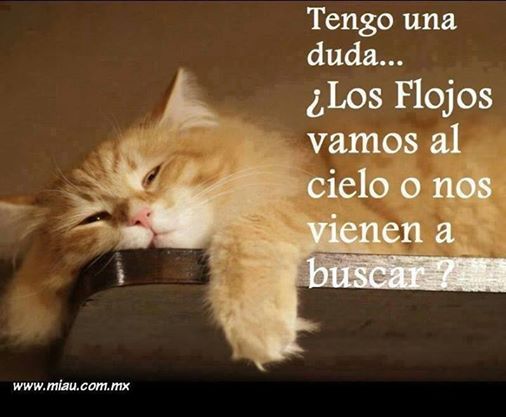 Tengo una
duda...
¿Los Flojos
vamos al
cielo o nos
vienen a
buscar ?
www.miau.com.mx